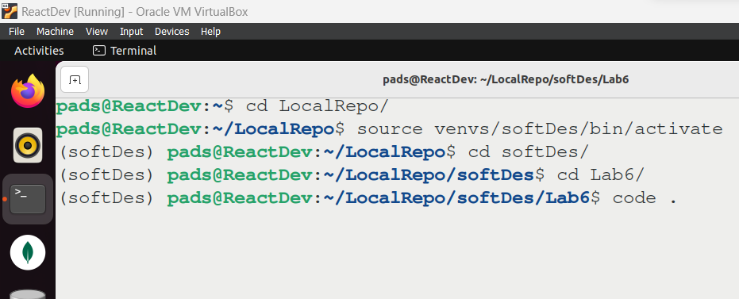 ReactDev [Running] - Oracle VM VirtualBox
File Machine View Input Devices Help
Activities Terminal
pads@ReactDev: ~/LocalRepo/softDes/Lab6
pads@ReactDev:~$ cd LocalRepo/
pads@ReactDev:~/LocalRepo$ source venvs/softDes/bin/activate
(softDes) pads@ReactDev:~/LocalRepo$ cd softDes/
(softDes) pads@ReactDev:~/LocalRepo/softDes$ cd Lab6/
(softDes) pads@ReactDev:~/LocalRepo/softDes/Lab6$ code .